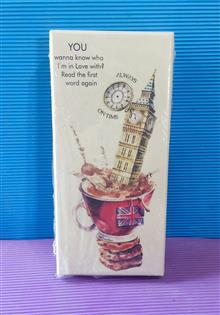 YOU
wanna know who
I'm in Love with?
Read the first
word again
ALWAYS
ON TIME